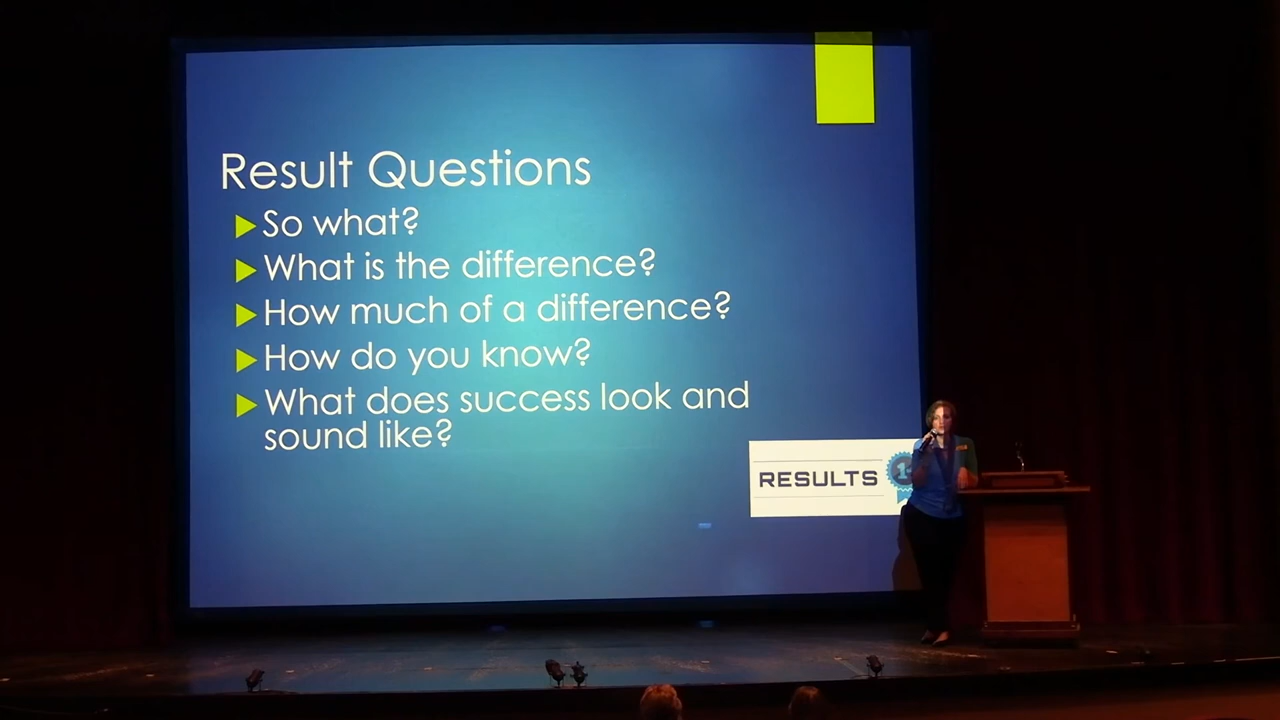 Result Questions
So what?
What is the difference?
How much of a difference?
How do you know?
What does success look and
sound like?
RESULTS
1